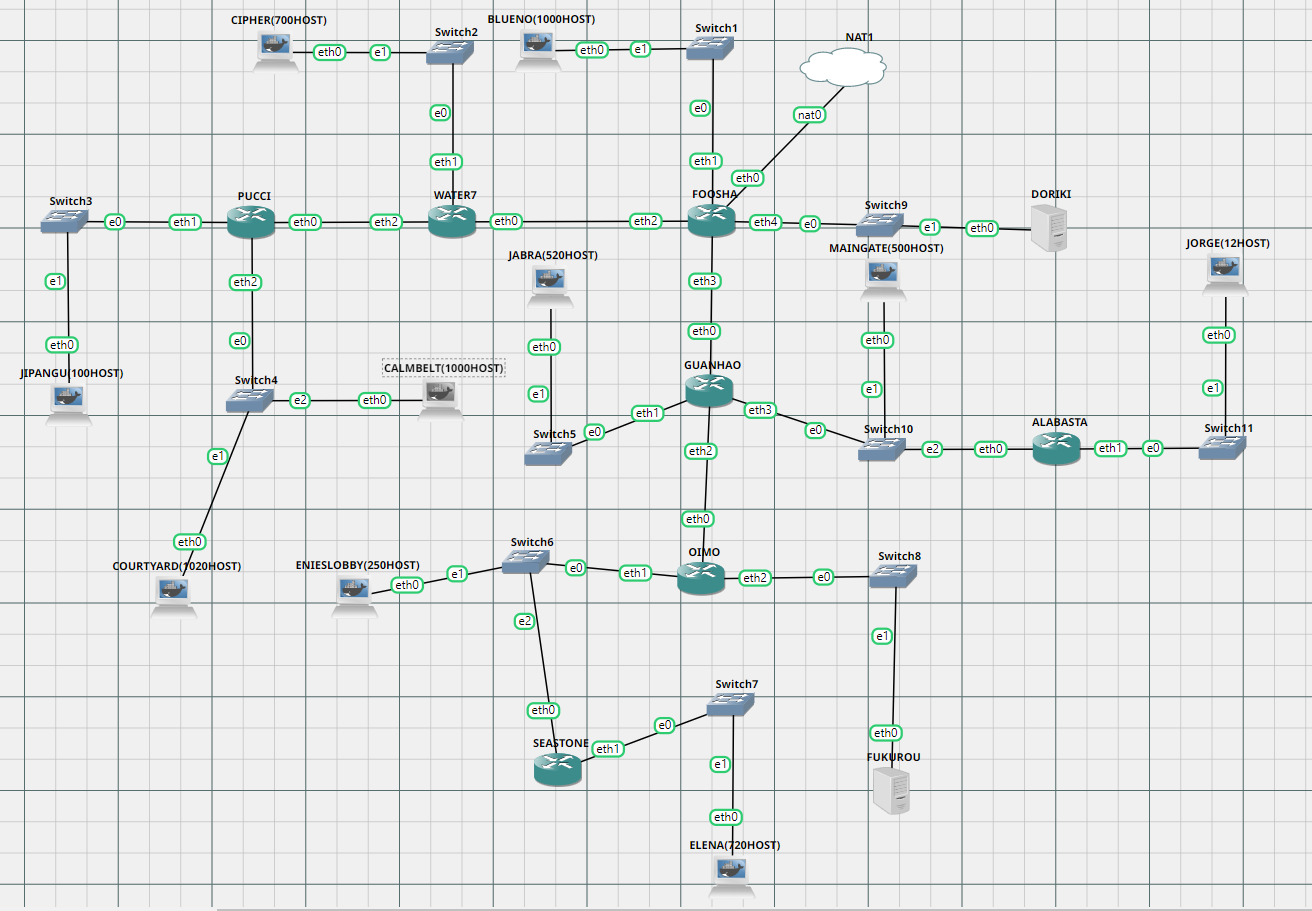 CIPHER(700HOST)
eth0
e1
Switch2
BLUENO(1000HOST)
eth0
e1
Switch1
NAT1
nat0
e0
e0
eth1
eth1
eth0
Switch3
e0
eth1
PUCCI
eth0
eth2
WATER7
eth0
eth2
FOOSHA
eth4
e0
Switch9
e1
eth0
DORIKI
MAINGATE(500HOST)
JORGE(12HOST)
JABRA(520HOST)
e1
eth2
eth3
eth0
eth0
e0
eth0
eth0
eth0
JIPANGU(100HOST)
CALMBELT(1000HOST)
GUANHAO
Switch4
e2
eth0
e1
e1
e1
eth1
eth3
Switch5
e0
e0
Switch10
e2
eth0
ALABASTA
eth1
e0
Switch11
e1
eth2
eth0
eth0
COURTYARD(1020HOST)
ENIESLOBBY(250HOST)
eth0
e1
Switch6
e0
eth1
OIMO
eth2
e0
Switch8
e2
e1
eth0
SEASTONE
eth1
e0
Switch7
eth0
FUKUROU
e1
eth0
ELENA(720HOST)